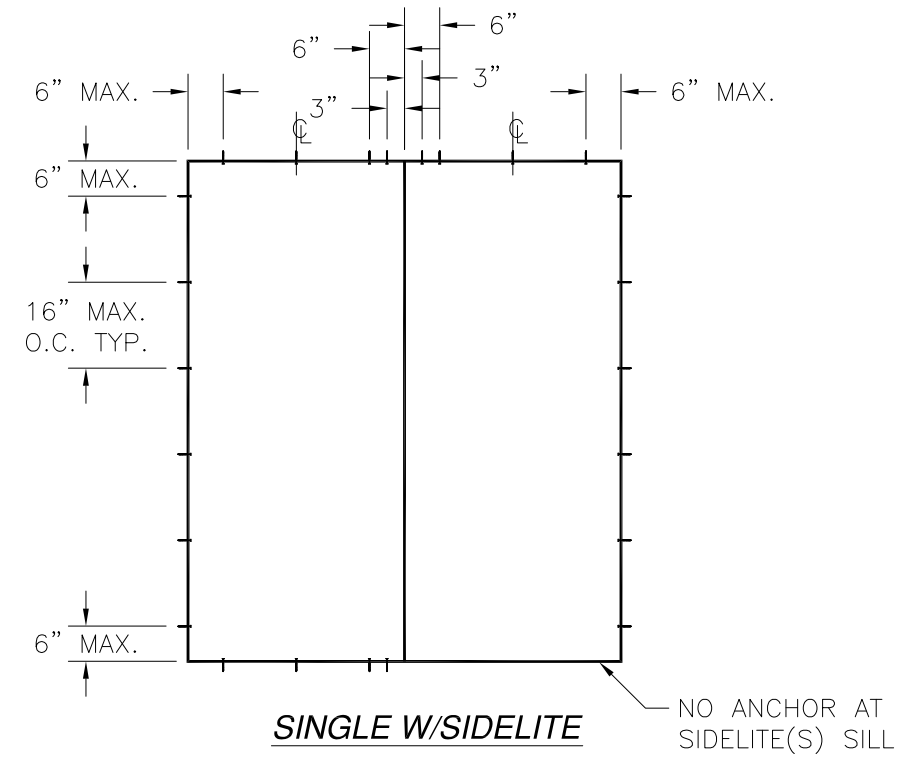 6”
6”
3”
6” MAX.
6” MAX.
3”
℄
℄
6” MAX.
16” MAX.
O.C. TYP.
6” MAX.
NO ANCHOR AT
SIDELITE(S) SILL
SINGLE W/SIDELITE